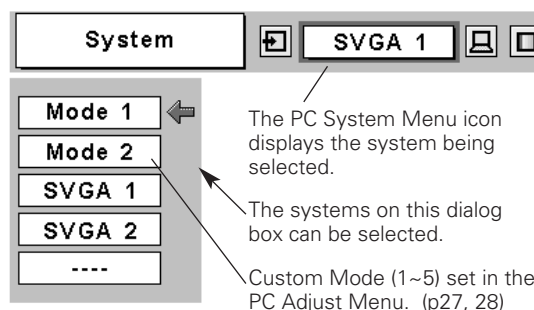 System
SVGA 1
Mode 1
Mode 2
SVGA 1
SVGA 2
----
The PC System Menu icon
displays the system being
selected.
The systems on this dialog
box can be selected.
Custom Mode (1~5) set in the
PC Adjust Menu. (p27, 28)